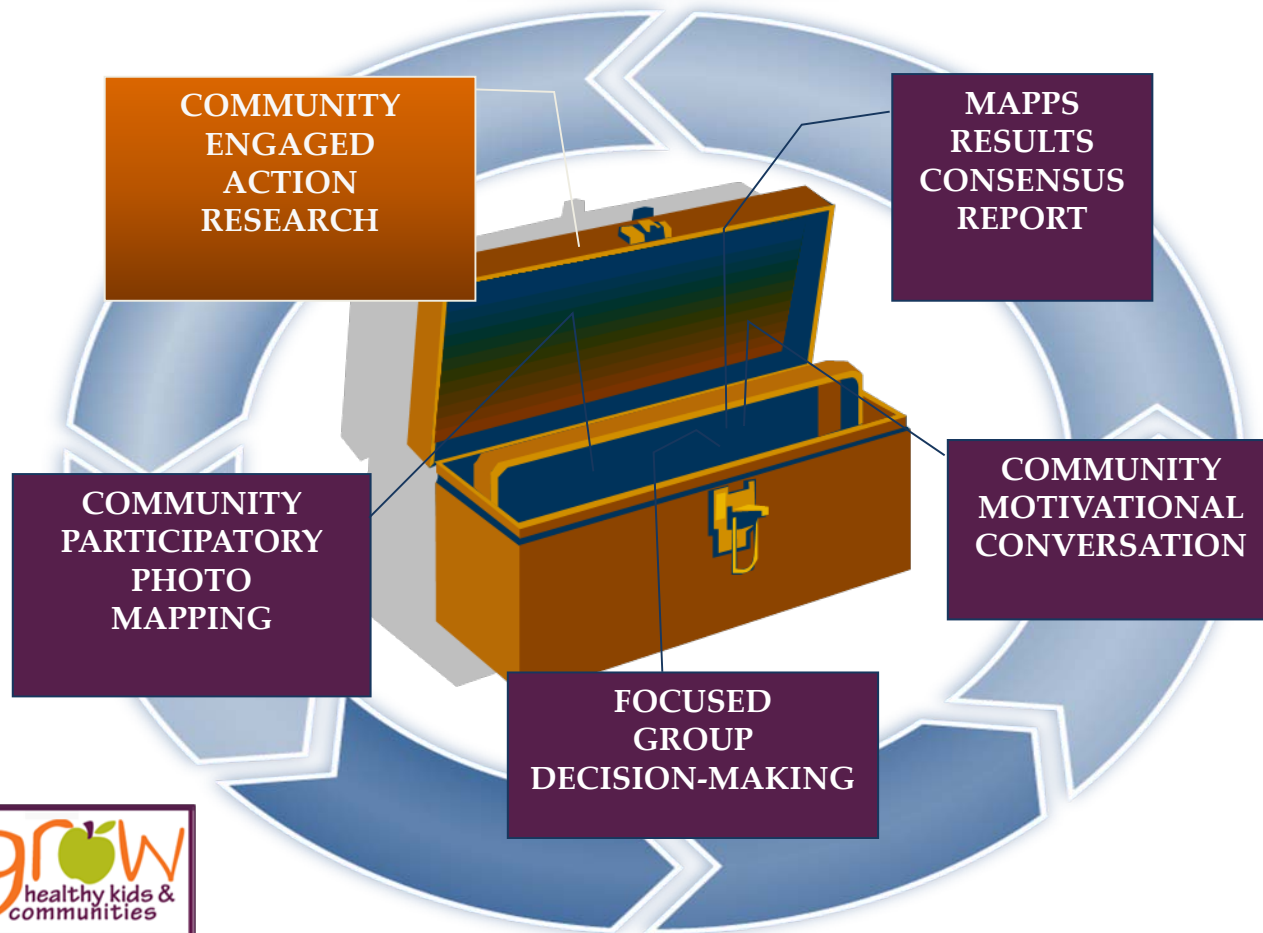 COMMUNITY
ENGAGED
ACTION
RESEARCH
MAPPS
RESULTS
CONSENSUS
REPORT
COMMUNITY
PARTICIPATORY
PHOTO
MAPPING
COMMUNITY
MOTIVATIONAL
CONVERSATION
FOCUSED
GROUP
DECISION-MAKING
grow
healthy kids &
communities